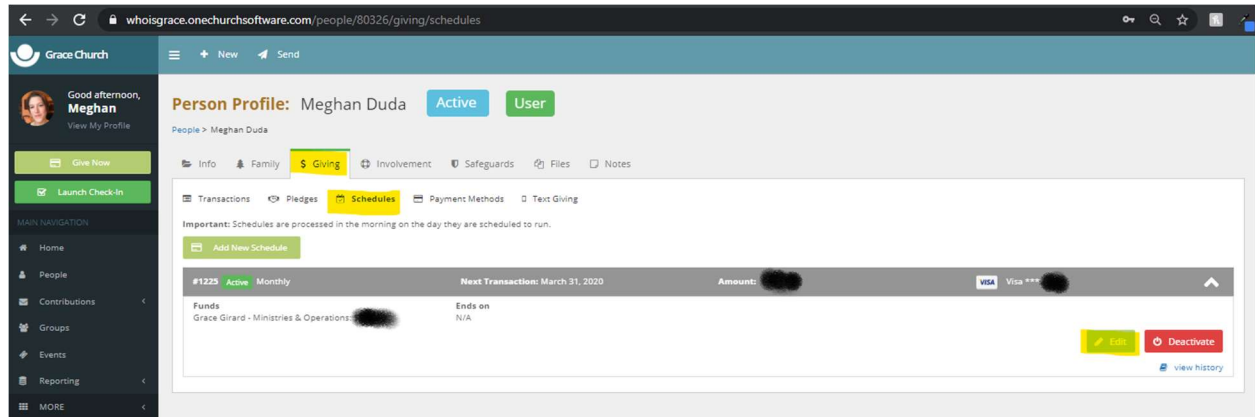 whoisgrace.onechurchsoftware.com/people/80326/giving/schedules
Grace Church
New Send
Good afternoon,
Meghan
View My Profile
Give Now
Launch Check-In
MAIN NAVIGATION
Home
People
Contributions
Groups
Events
Reporting
MORE
Person Profile: Meghan Duda Active User
People > Meghan Duda
Info Family $ Giving Involvement Safeguards Files Notes
Transactions Pledges Schedules Payment Methods Text Giving
Important: Schedules are processed in the morning on the day they are scheduled to run.
Add New Schedule
#1225 Active Monthly Next Transaction: March 31, 2020 Amount: VISA Visa ***
Funds Ends on
Grace Girard - Ministries & Operations: N/A
Edit Deactivate
view history